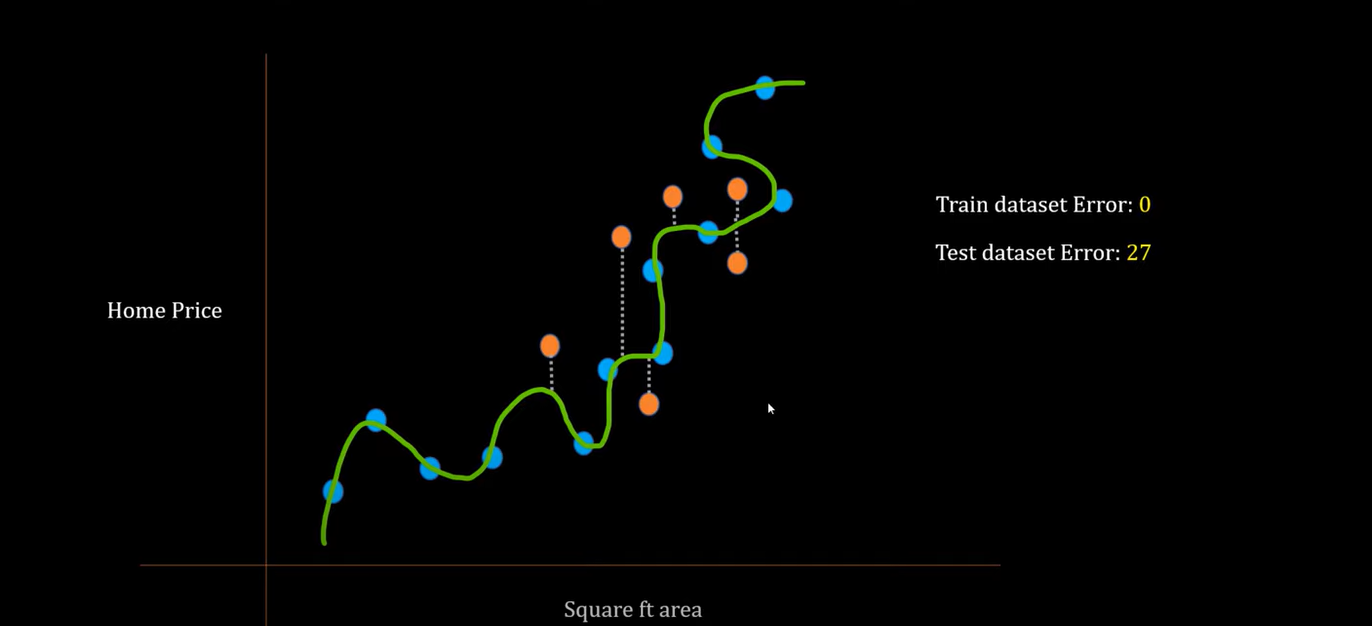 Train dataset Error: 0
Test dataset Error: 27
Home Price
Square ft area